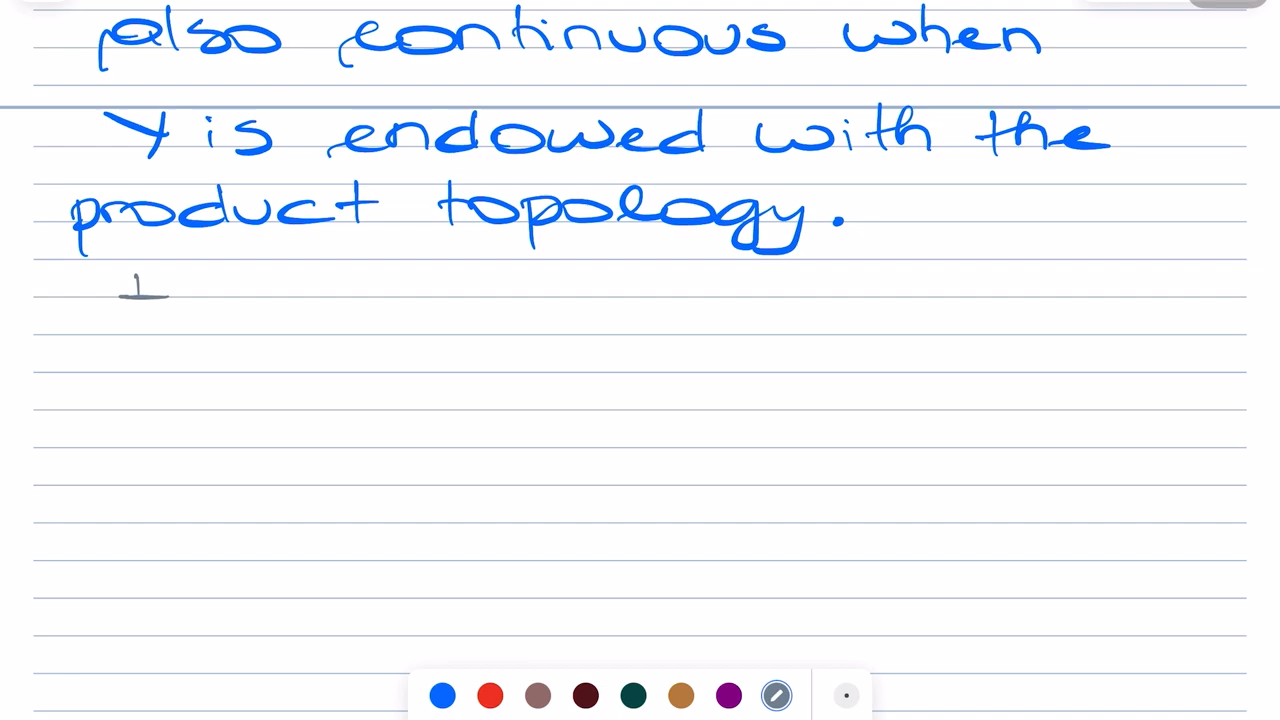 also continuous when
Y is endowed with the
product topology.